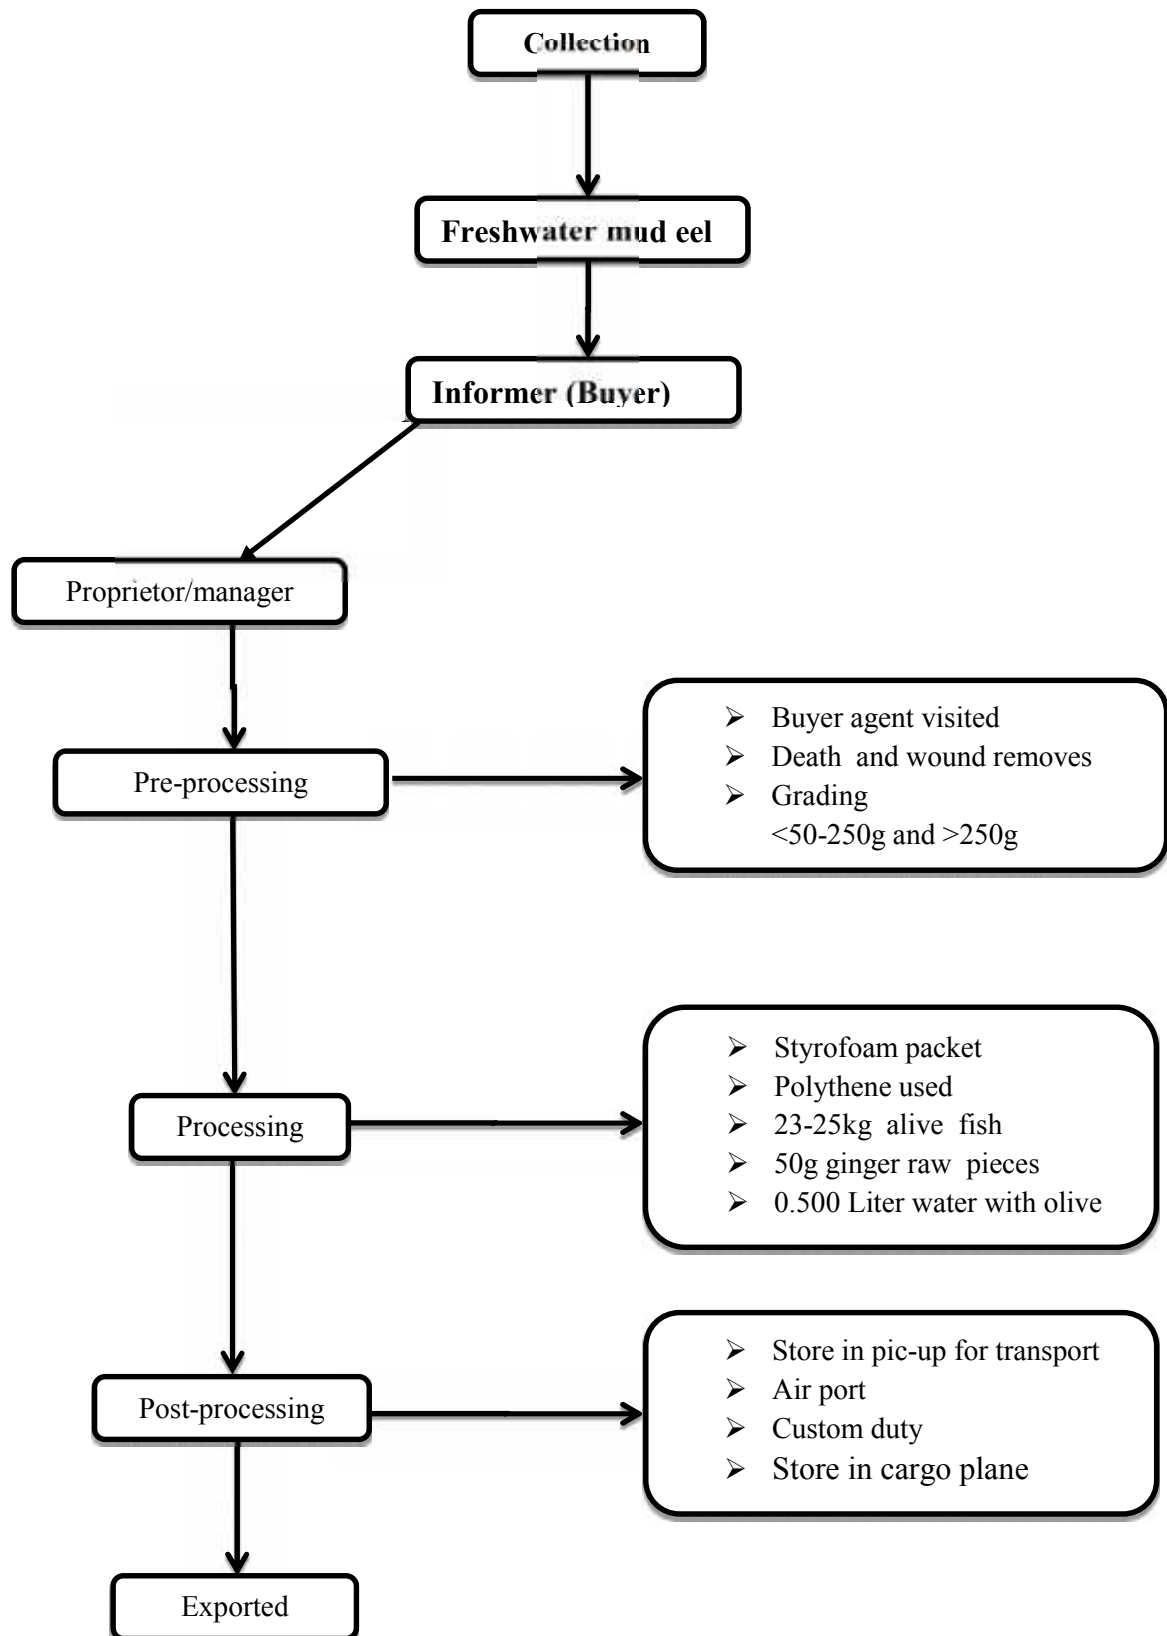 Collection
Freshwater mud eel
Informer (Buyer)
Proprietor/manager
Pre-processing
➢ Buyer agent visited
➢ Death and wound removes
➢ Grading
<50-250g and >250g
Processing
➢ Styrofoam packet
➢ Polythene used
➢ 23-25kg alive fish
➢ 50g ginger raw pieces
➢ 0.500 Liter water with olive
Post-processing
➢ Store in pic-up for transport
➢ Air port
➢ Custom duty
➢ Store in cargo plane
Exported